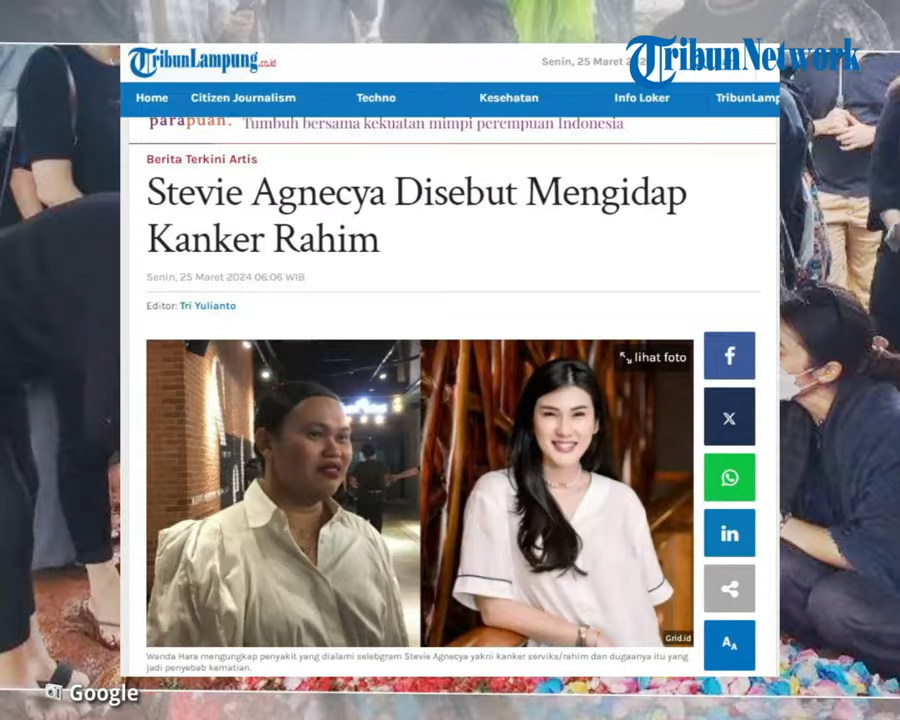 TribunLampung.co.id
Senin, 25 Maret
TribunNetwork
Home Citizen Journalism Techno Kesehatan Info Loker TribunLamp
parapuan. Tumbuh bersama kekuatan mimpi perempuan Indonesia
Berita Terkini Artis
Stevie Agnecya Disebut Mengidap
Kanker Rahim
Senin, 25 Maret 2024 06:06 WIB
Editor: Tri Yulianto
lihat foto
Grid.id
Wanda Hara mengungkap penyakit yang dialami selebgram Stevie Agnecya yakni kanker serviks/rahim dan dugaanya itu yang
jadi penyebab kematian.
Google